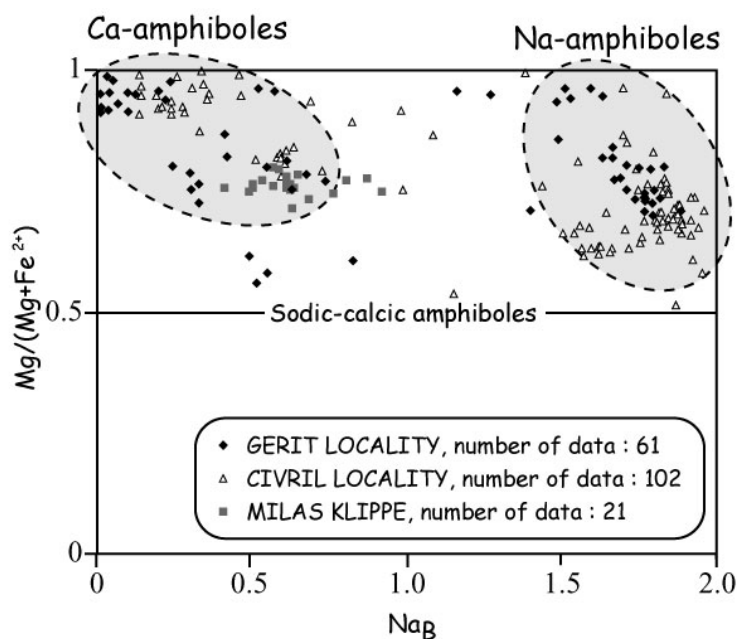 Ca-amphiboles
Na-amphiboles
1
Mg/(Mg+Fe²⁺)
0.5
Sodic-calcic amphiboles
GERIT LOCALITY, number of data : 61
CIVRIL LOCALITY, number of data : 102
MILAS KLIPPE, number of data : 21
0
0 0.5 1.0 1.5 2.0
NaB